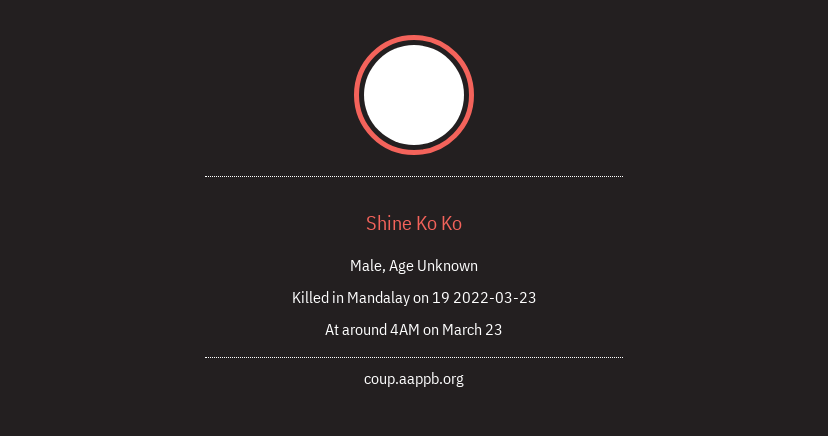 Shine Ko Ko
Male, Age Unknown
Killed in Mandalay on 19 2022-03-23
At around 4AM on March 23
coup.aappb.org